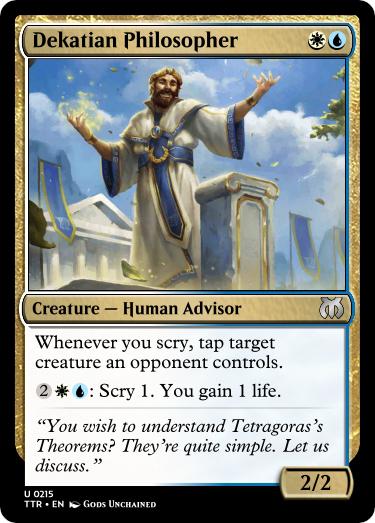 Dekatian Philosopher
Creature — Human Advisor
Whenever you scry, tap target
creature an opponent controls.
2: Scry 1. You gain 1 life.
“You wish to understand Tetragoras's
Theorems? They're quite simple. Let us
discuss.”
2/2
U 0215
TTR • EN Gods Unchained